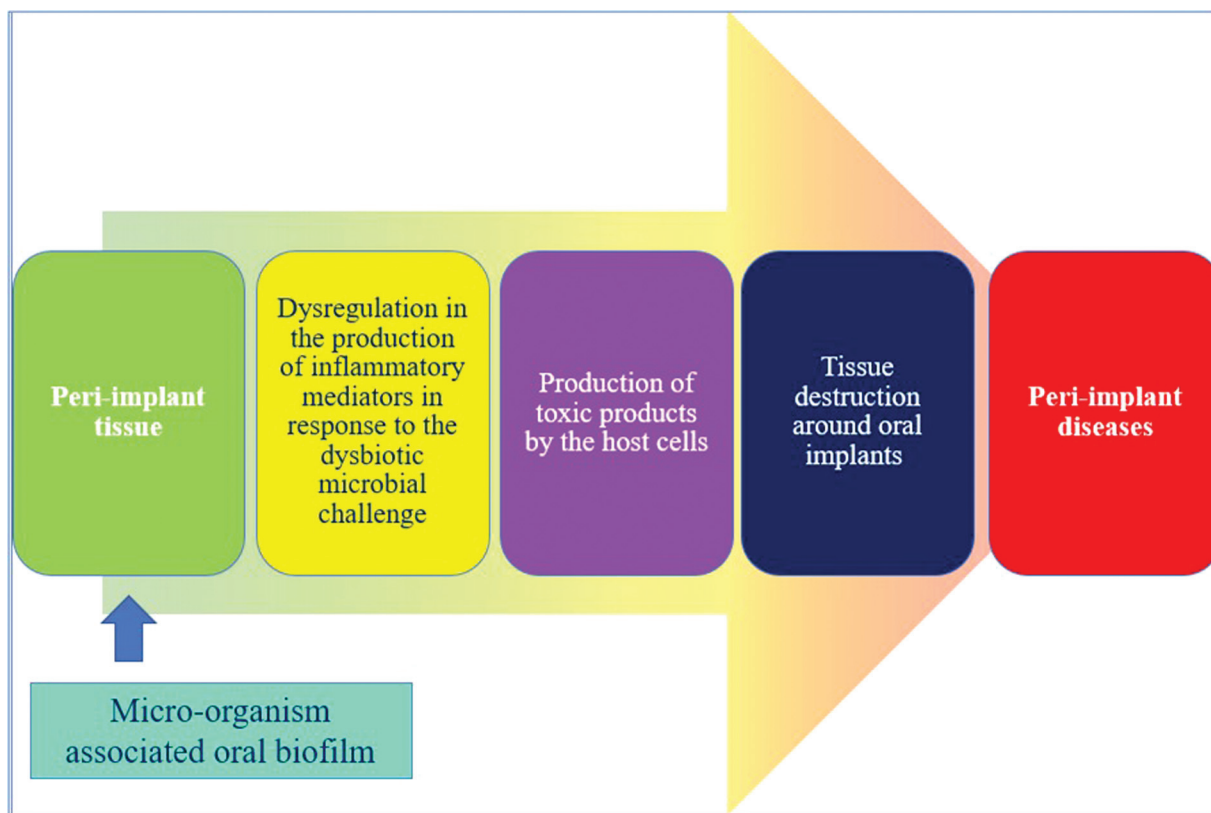 Peri-implant
tissue
Dysregulation in
the production
of inflammatory
mediators in
response to the
dysbiotic
microbial
challenge
Production of
toxic products
by the host cells
Tissue
destruction
around oral
implants
Peri-implant
diseases
Micro-organism
associated oral biofilm